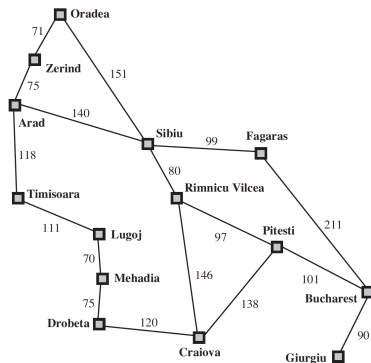 Oradea
71
Zerind
75
151
Arad
140
Sibiu
99
Fagaras
118
80
Timisoara
Rimnicu Vilcea
111
Lugoj
97
Pitesti
211
70
Mehadia
146
101
75
138
Bucharest
Drobeta
120
90
Craiova
Giurgiu